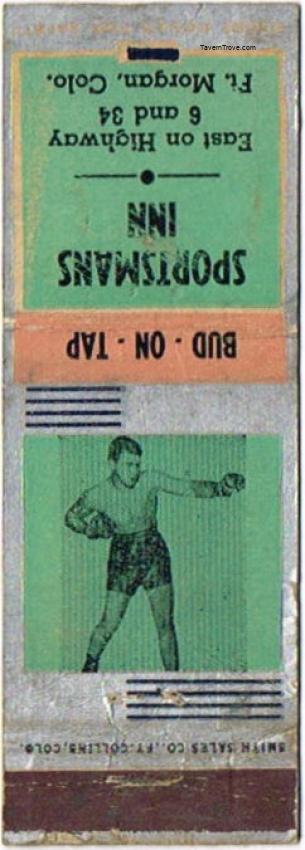 TavernTrove.com
SPORTSMANS
INN
East on Highway
6 and 34
Ft. Morgan, Colo.
BUD - ON - TAP
SMITH SALES CO., FT. COLLINS, COLO.